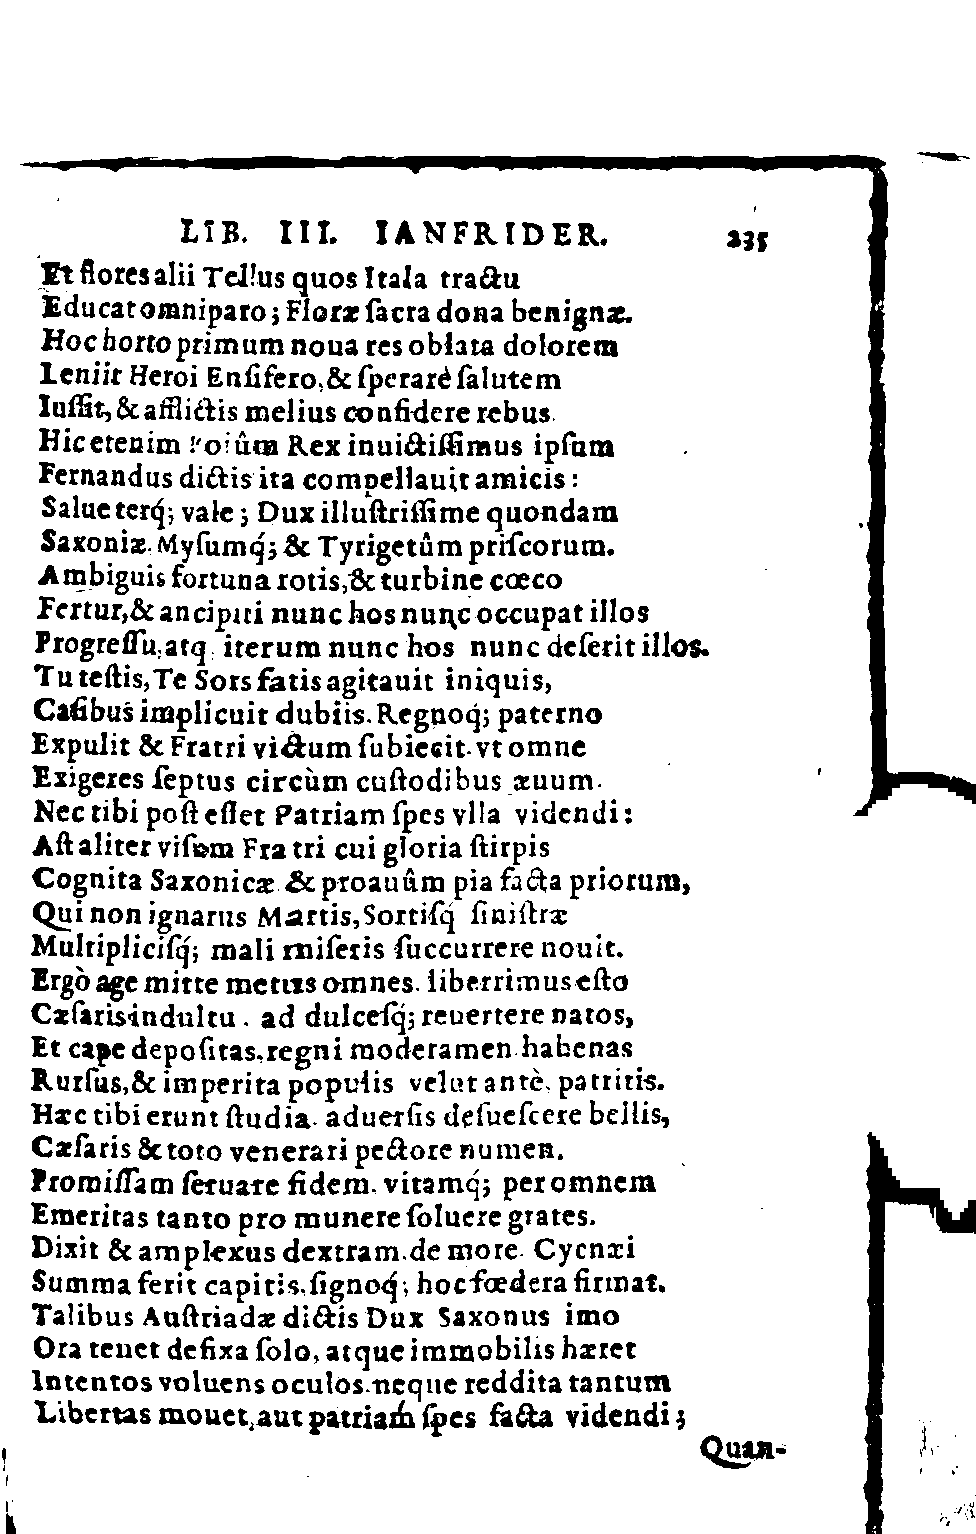 LIB. III. IANFRIDER. 235
Et flores alii Tellus quos Itala tractu
Educat omniparo; Floræ ſacra dona benignæ.
Hoc horto primum noua res oblata dolorem
Leniit Heroi Enſifero, & ſperarè ſalutem
Iuſſit, & afflictis melius confidere rebus.
Hic etenim Rex inuictiſſimus ipſum
Fernandus dictis ita compellauit amicis:
Salue terq́; vale; Dux illuſtriſſime quondam
Saxoniæ. Myſumq́; & Tyrigetûm priſcorum.
Ambiguis fortuna rotis, & turbine cœco
Fertur, & ancipiti nunc hos nunc occupat illos
Progreſſu, atq. iterum nunc hos nunc deſerit illos.
Tu teſtis, Te Sors fatis agitauit iniquis,
Caſibus implicuit dubiis. Regnoq́; paterno
Expulit & Fratri victum ſubiecit. vt omne
Exigeres ſeptus circùm cuſtodibus æuum.
Nec tibi poſt eſſet Patriam ſpes vlla videndi:
Aſt aliter viſum Fratri cui gloria ſtirpis
Cognita Saxonicæ & proauûm pia facta priorum,
Qui non ignarus Martis, Sortiſq́ ſiniſtræ
Multipliciſq́; mali miſeris ſuccurrere nouit.
Ergò age mitte metus omnes. liberrimus eſto
Cæſaris indultu. ad dulceſq́; reuertere natos,
Et cape depoſitas, regni moderamen habenas
Rurſus, & imperita populis velut antè, patritis.
Hæc tibi erunt ſtudia. aduerſis deſueſcere bellis,
Cæſaris & toto venerari pectore numen.
Promiſſam ſeruare fidem. vitamq́; per omnem
Emeritas tanto pro munere ſoluere grates.
Dixit & amplexus dextram. de more. Cycnæi
Summa ferit capitis, ſignoq́; hoc fœdera firmat.
Talibus Auſtriadæ dictis Dux Saxonus imo
Ora tenet defixa ſolo, atque immobilis hæret
Intentos voluens oculos. neque reddita tantum
Libertas mouet, aut patriaḿ ſpes facta videndi;
Quan-